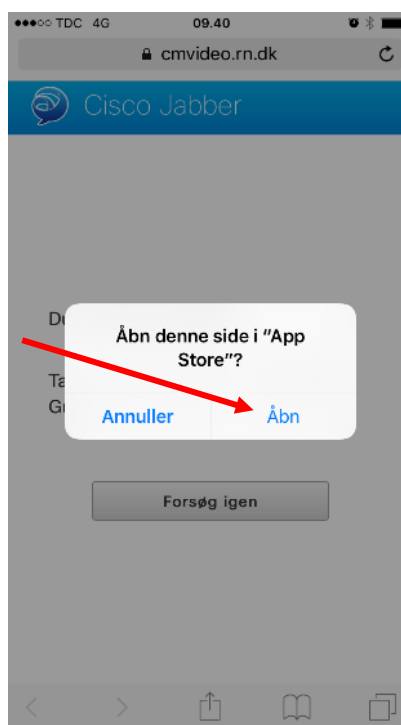 TDC 4G 09.40
cmvideo.rn.dk
Cisco Jabber
Åbn denne side i "App
Store"?
Annuller Åbn
Forsøg igen